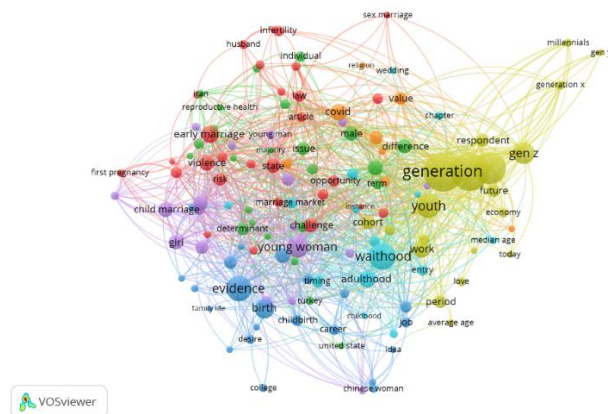 sex marriage
infertility
millennials
gen y
husband
individual
religion
wedding
generation x
iran
law
value
reproductive health
article
covid
chapter
early marriage
young man
male
respondent
majority
issue
difference
gen z
violence
first pregnancy
risk
state
opportunity
term
generation
future
child marriage
marriage market
instance
cohort
youth
economy
determinant
challenge
girl
young woman
work
median age
today
waithood
entry
timing
adulthood
love
evidence
turkey
childhood
period
family life
birth
childbirth
career
job
average age
desire
united state
idea
college
chinese woman
VOSviewer